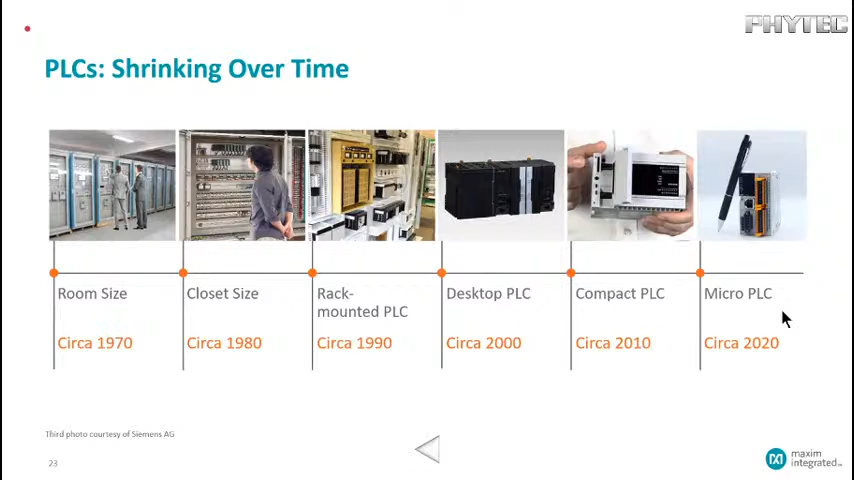 PHYTEC
PLCs: Shrinking Over Time
Room Size
Closet Size
Rack-
mounted PLC
Desktop PLC
Compact PLC
Micro PLC
Circa 1970
Circa 1980
Circa 1990
Circa 2000
Circa 2010
Circa 2020
Third photo courtesy of Siemens AG
23
maxim
integrated™